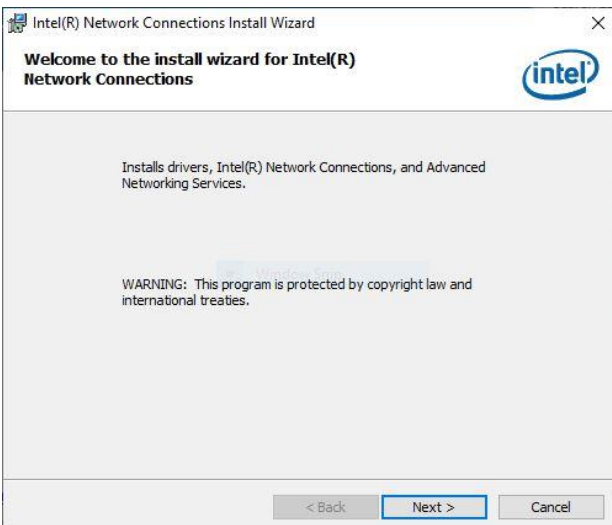 Intel(R) Network Connections Install Wizard
Welcome to the install wizard for Intel(R)
Network Connections
intel
Installs drivers, Intel(R) Network Connections, and Advanced
Networking Services.
Window Snip
WARNING: This program is protected by copyright law and
international treaties.
< Back
Next >
Cancel